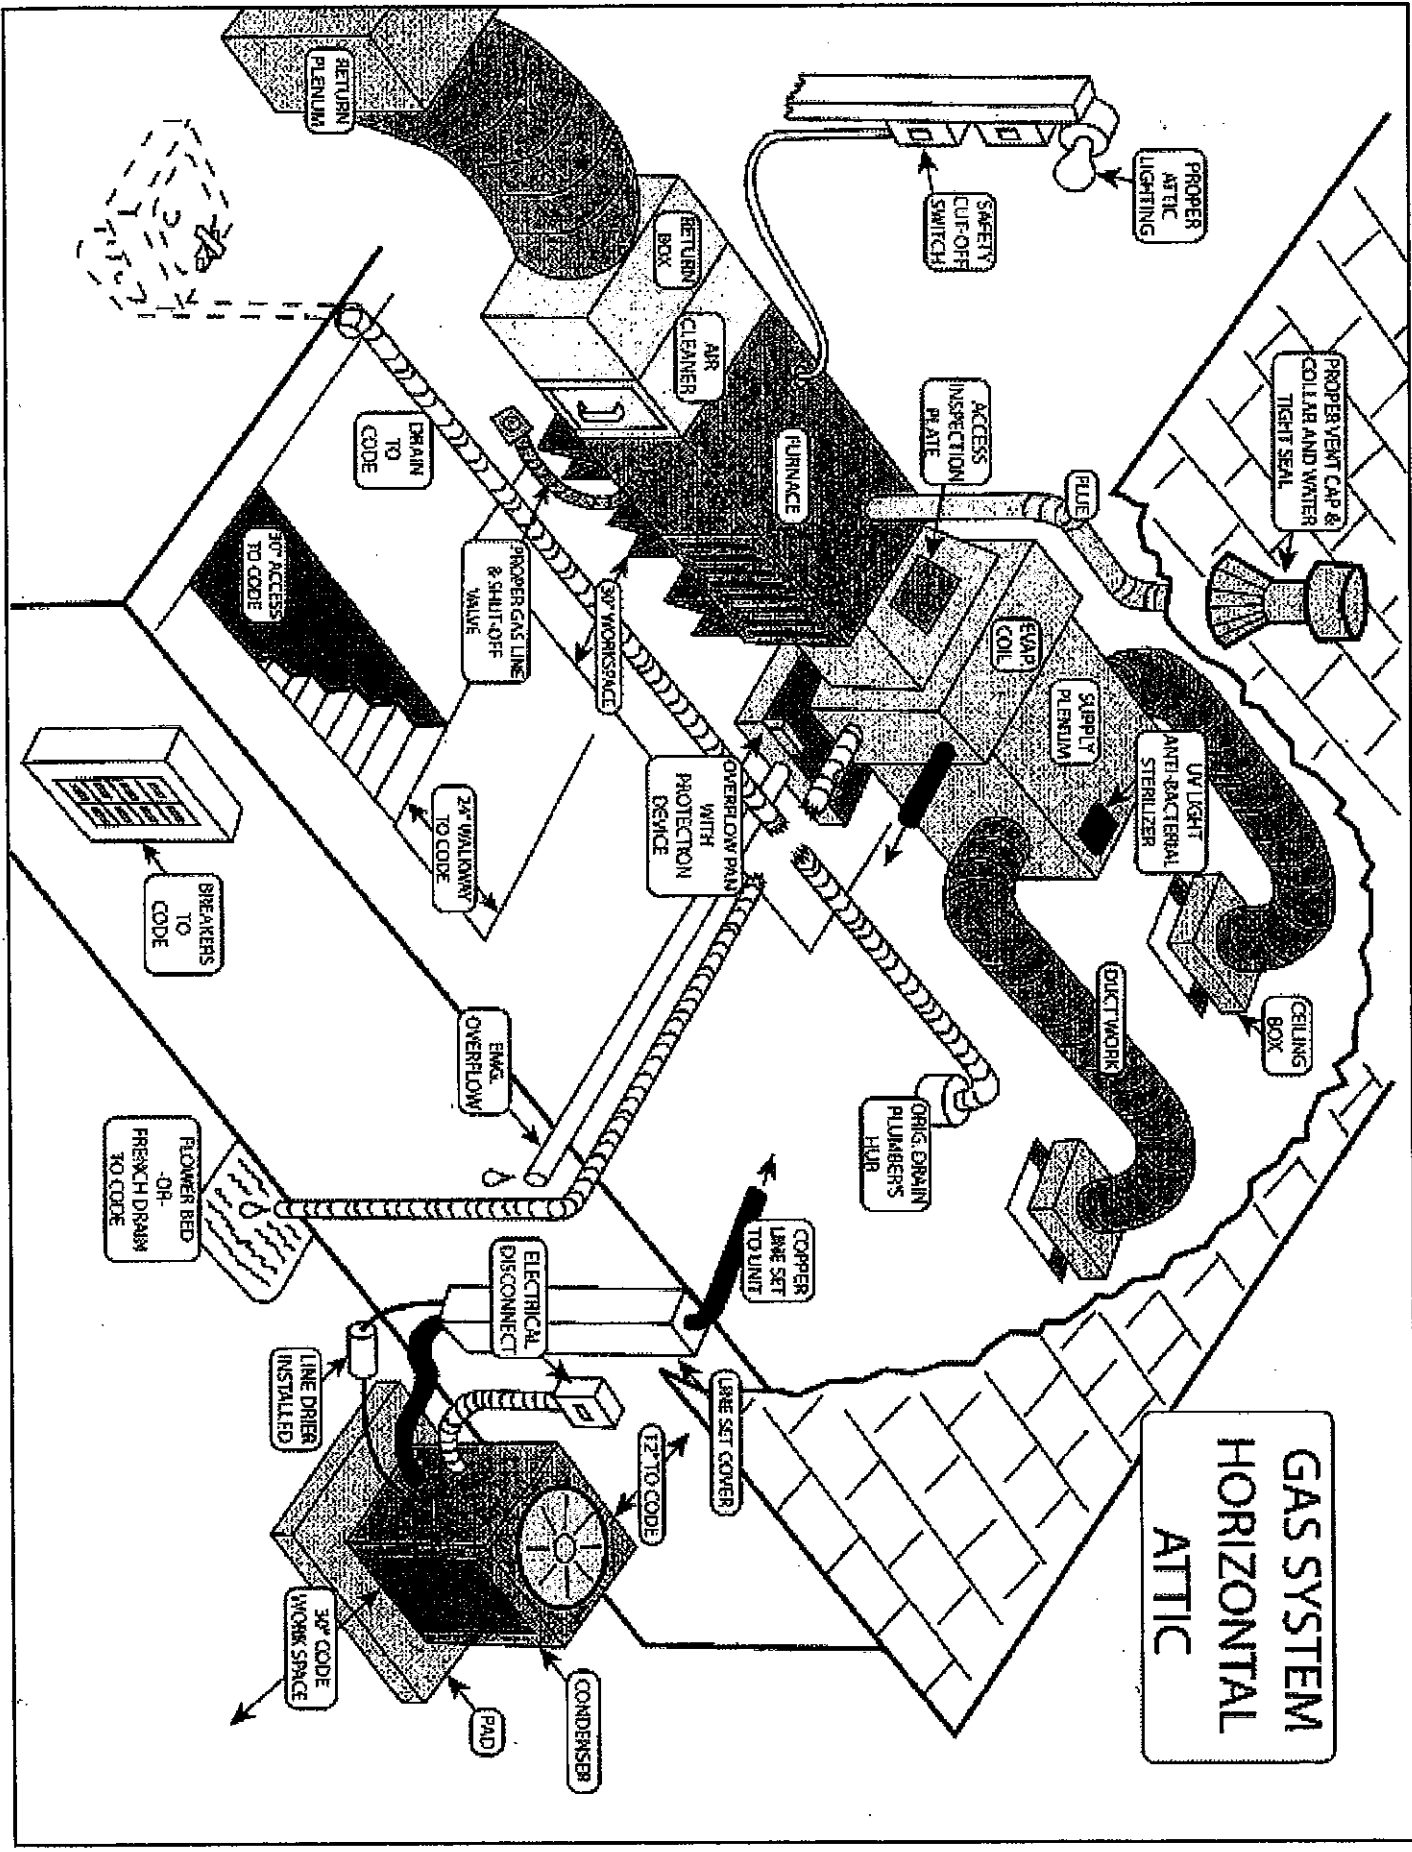 GAS SYSTEM
HORIZONTAL
ATTIC
PROPER VENT CAP &
COLLAR AND WATER
TIGHT SEAL
PROPER
ATTIC
LIGHTING
SAFETY
CUT-OFF
SWITCH
RETURN
PLENUM
RETURN
BOX
AIR
CLEANER
FURNACE
ACCESS
INSPECTION
PLATE
FLUE
EVAP
COIL
SUPPLY
PLENUM
UV LIGHT
ANTI-BACTERIAL
STERILIZER
CEILING
BOX
DUCTWORK
ORIG. DRAIN
PLUMBER'S
HUB
DRAIN
TO
CODE
PROPER GAS LINE
& SHUT-OFF
VALVE
30" WORKSPACE
OVERFLOW PAN
WITH
PROTECTION
DEVICE
30" ACCESS
TO CODE
24" WALKWAY
TO CODE
BREAKERS
TO
CODE
EMG.
OVERFLOW
FLOWER BED
-OR-
FRENCH DRAIN
TO CODE
COPPER
LINE SET
TO UNIT
ELECTRICAL
DISCONNECT
LINE SET COVER
12" TO CODE
LINE DRIER
INSTALLED
30" CODE
WORK SPACE
PAD
CONDENSER